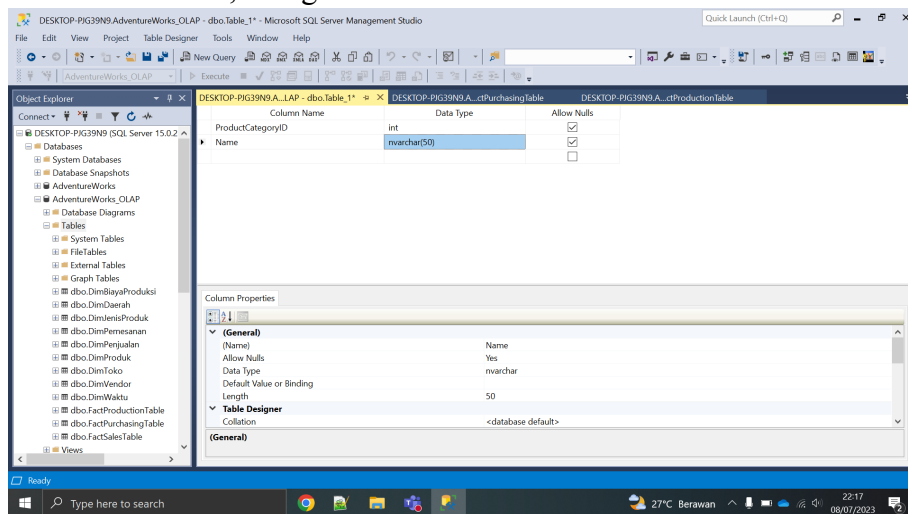 DESKTOP-PJG39N9.AdventureWorks_OLAP - dbo.Table_1* - Microsoft SQL Server Management Studio
Quick Launch (Ctrl+Q)
File Edit View Project Table Designer Tools Window Help
New Query
AdventureWorks_OLAP Execute
Object Explorer
DESKTOP-PJG39N9.A...LAP - dbo.Table_1* DESKTOP-PJG39N9.A...ctPurchasingTable DESKTOP-PJG39N9.A...ctProductionTable
Connect
Column Name Data Type Allow Nulls
ProductCategoryID int
Name nvarchar(50)
DESKTOP-PJG39N9 (SQL Server 15.0.2
Databases
System Databases
Database Snapshots
AdventureWorks
AdventureWorks_OLAP
Database Diagrams
Tables
System Tables
FileTables
External Tables
Graph Tables
dbo.DimBiayaProduksi
dbo.DimDaerah
dbo.DimJenisProduk
dbo.DimPemesanan
dbo.DimPenjualan
dbo.DimProduk
dbo.DimToko
dbo.DimVendor
dbo.DimWaktu
dbo.FactProductionTable
dbo.FactPurchasingTable
dbo.FactSalesTable
Views
Column Properties
(General)
(Name) Name
Allow Nulls Yes
Data Type nvarchar
Default Value or Binding
Length 50
Table Designer
Collation <database default>
(General)
Ready
Type here to search
27°C Berawan
22:17
08/07/2023